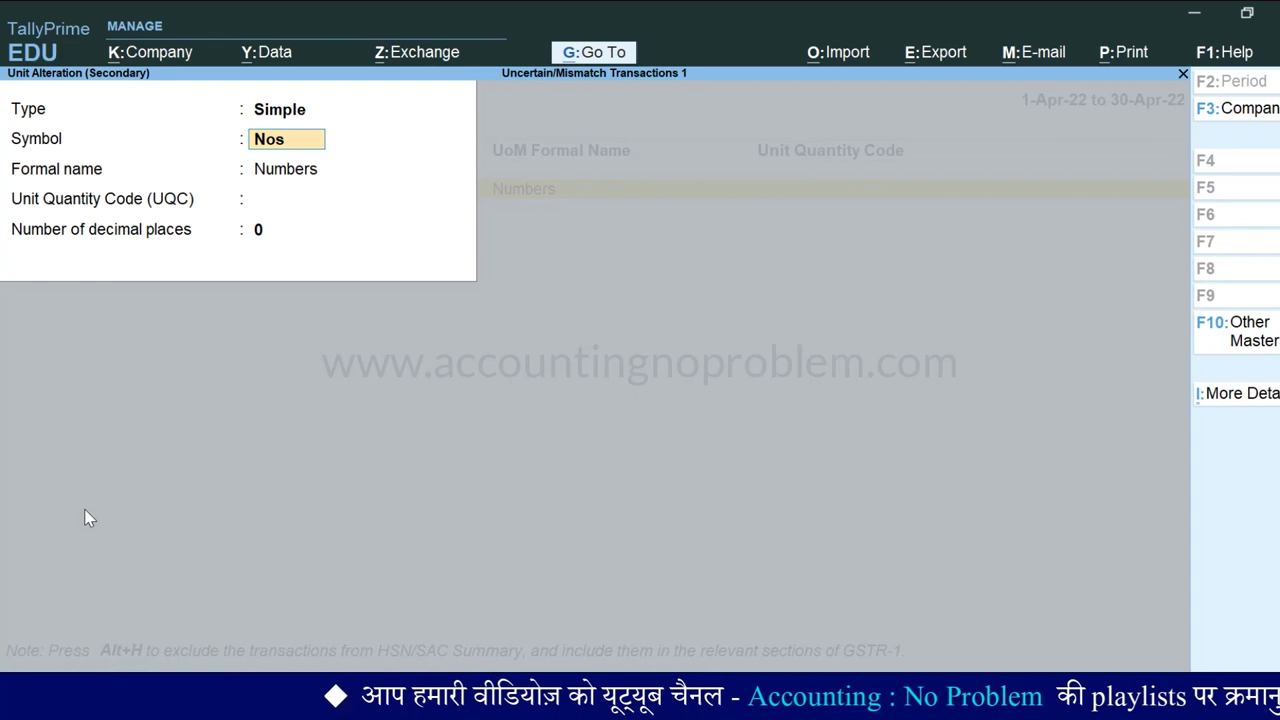 TallyPrime MANAGE
EDU K:Company Y:Data Z:Exchange G:Go To O:Import E:Export M:E-mail P:Print F1:Help
Unit Alteration (Secondary) Uncertain/Mismatch Transactions 1
F2:Period
1-Apr-22 to 30-Apr-22
Type : Simple
F3:Compan
Symbol : Nos
UoM Formal Name Unit Quantity Code
F4
Formal name : Numbers
Numbers
F5
Unit Quantity Code (UQC) :
F6
Number of decimal places : 0
F7
F8
F9
F10:Other
Master
www.accountingnoproblem.com
I:More Deta
Note: Press Alt+H to exclude the transactions from HSN/SAC Summary, and include them in the relevant sections of GSTR-1.
◆ आप हमारी वीडियोज़ को यूट्यूब चैनल - Accounting : No Problem की playlists पर क्रमानु